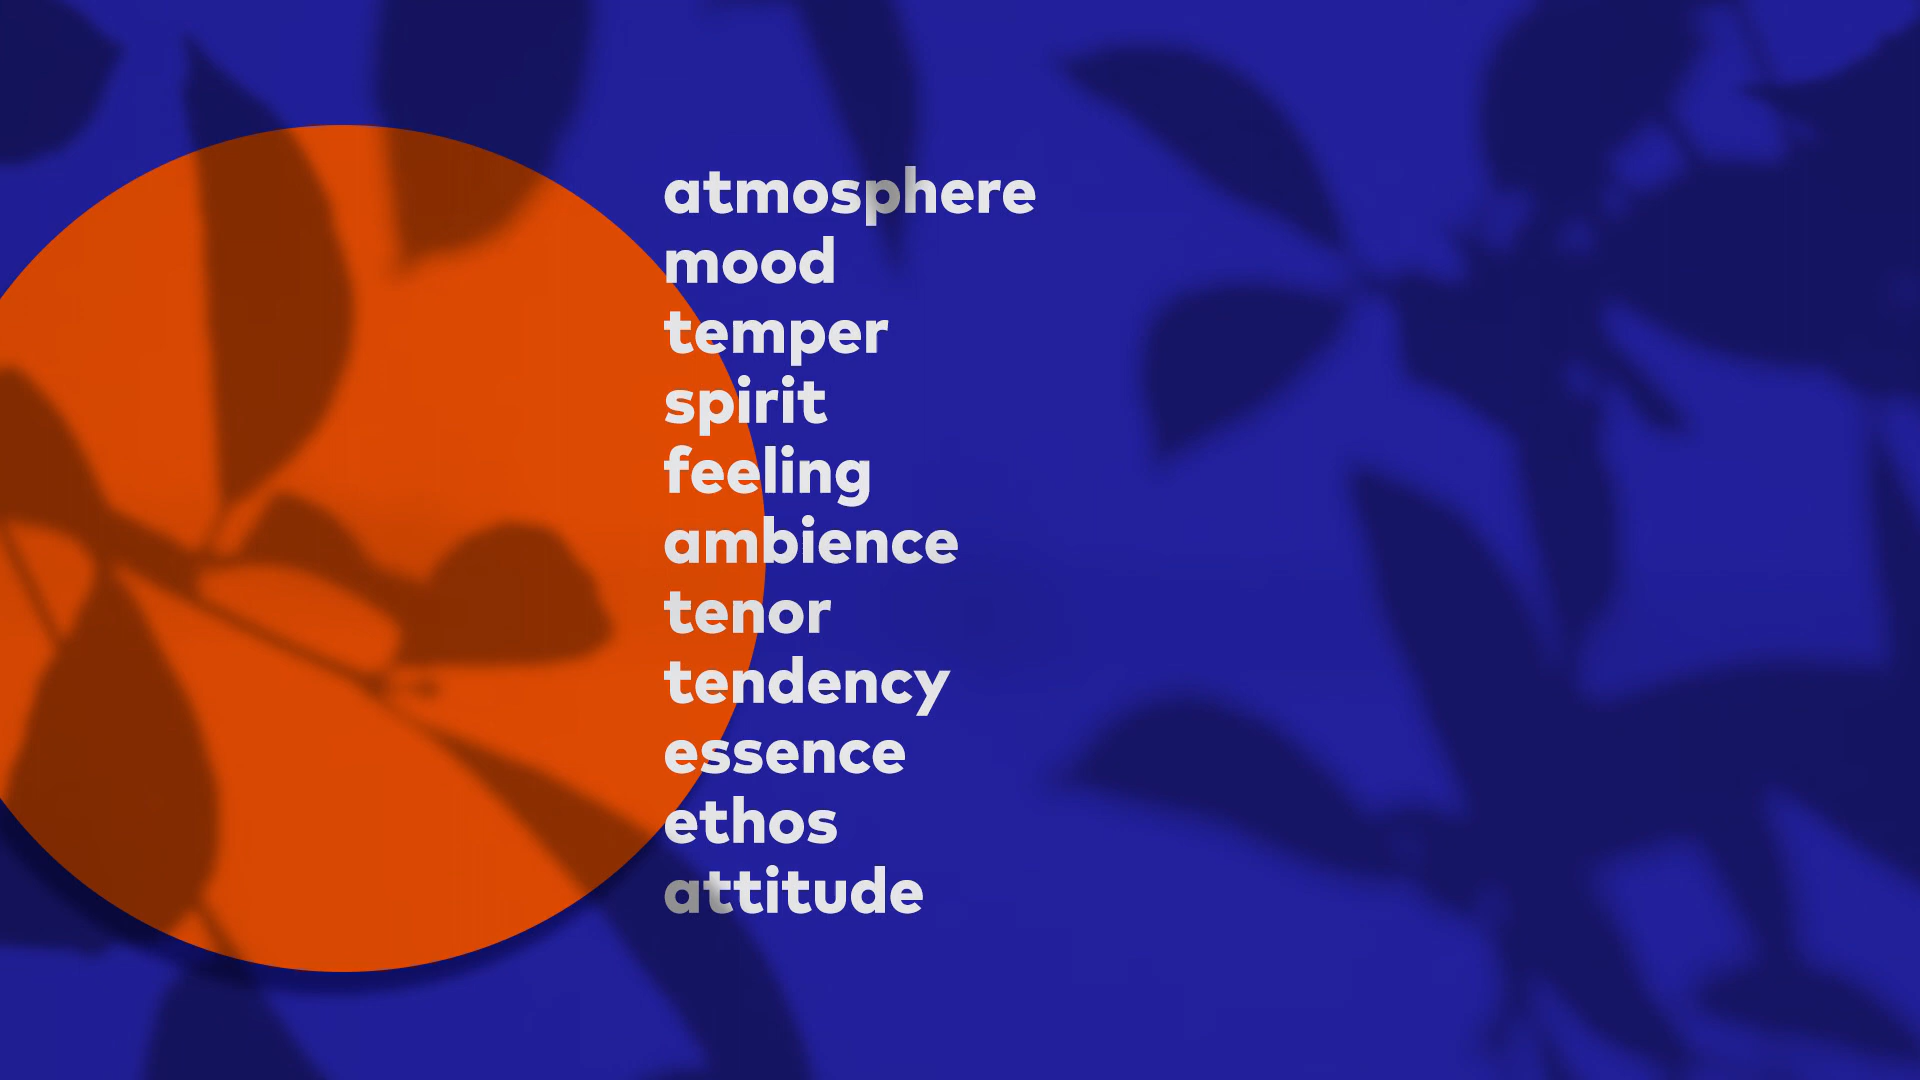 atmosphere
mood
temper
spirit
feeling
ambience
tenor
tendency
essence
ethos
attitude